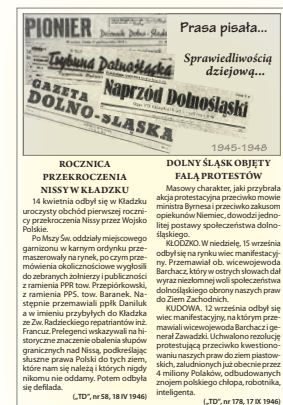 PIONIER
Trybuna Dolnośląska
Naprzód Dolnośląski
GAZETA
DOLNO-ŚLĄSKA
Prasa pisała...
Sprawiedliwością
dziejową...
1945-1948
ROCZNICA
PRZEKROCZENIA
NISSY W KŁADZKU
14 kwietnia odbył się w Kładzku
uroczysty obchód pierwszej roczni-
cy przekroczenia Nissy przez Wojsko
Polskie.
Po Mszy Św. oddziały miejscowego
garnizonu w karnym ordynku prze-
maszerowały na rynek, po czym prze-
mówienia okolicznościowe wygłosili
do zebranych żołnierzy i publiczności
z ramienia PPR tow. Przepiórkowski,
z ramienia PPS. tow. Baranek. Na-
stępnie przemawiali ppłk Daniluk
a w imieniu przybyłych do Kładzka
ze Zw. Radzieckiego repatriantów inż.
Francuz. Prelegenci wskazywali na hi-
storyczne znaczenie obalenia słupów
granicznych nad Nissą, podkreślając
słuszne prawa Polski do tych ziem,
które nam się należą i których nigdy
nikomu nie oddamy. Potem odbyła
się defilada.
(„TD", nr 58, 18 IV 1946)
DOLNY ŚLĄSK OBJĘTY
FALĄ PROTESTÓW
Masowy charakter, jaki przybrała
akcja protestacyjna przeciwko mowie
ministra Byrnesa i przeciwko zakusom
opiekunów Niemiec, dowodzi jedno-
litej postawy społeczeństwa dolno-
śląskiego.
KŁODZKO. W niedzielę, 15 września
odbył się na rynku wiec manifestacyj-
ny. Przemawiał ob. wicewojewoda
Barchacz, który w ostrych słowach dał
wyraz niezłomnej woli społeczeństwa
dolnośląskiego obrony naszych praw
do Ziem Zachodnich.
KUDOWA. 12 września odbył się
wiec manifestacyjny, na którym prze-
mawiali wicewojewoda Barchacz i ge-
nerał Zawadzki. Uchwalono rezolucję
protestującą przeciwko kwestiono-
waniu naszych praw do ziem piastow-
skich, zaludnionych już obecnie przez
4 miliony Polaków, odbudowanych
znojem polskiego chłopa, robotnika,
inteligenta.
(„TD", nr 178, 17 IX 1946)